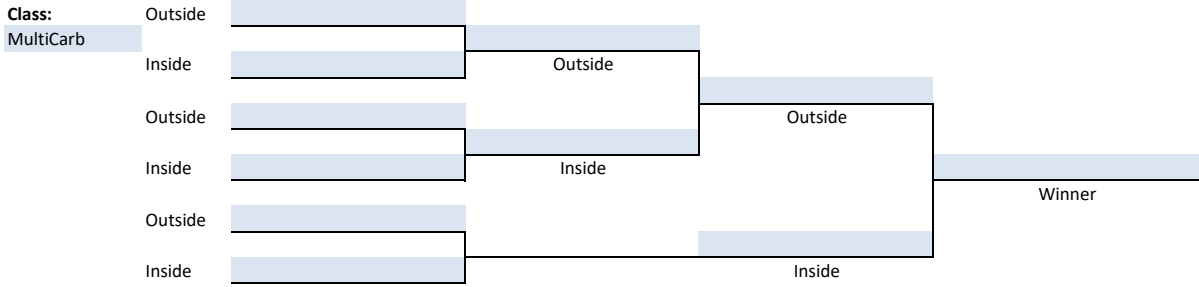 Class: Outside
MultiCarb
Inside Outside
Outside Outside
Inside Inside
Winner
Outside
Inside Inside